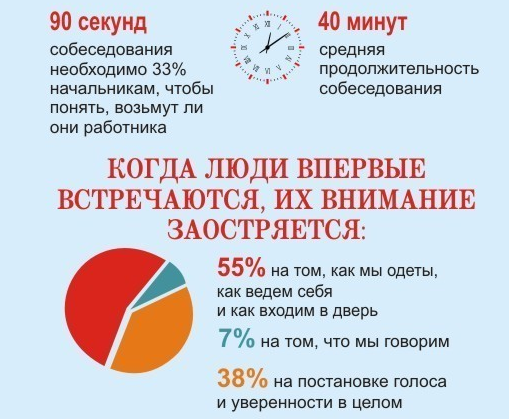 90 секунд
собеседования
необходимо 33%
начальникам, чтобы
понять, возьмут ли
они работника
40 минут
средняя
продолжительность
собеседования
КОГДА ЛЮДИ ВПЕРВЫЕ
ВСТРЕЧАЮТСЯ, ИХ ВНИМАНИЕ
ЗАОСТРЯЕТСЯ:
55% на том, как мы одеты,
как ведем себя
и как входим в дверь
7% на том, что мы говорим
38% на постановке голоса
и уверенности в целом